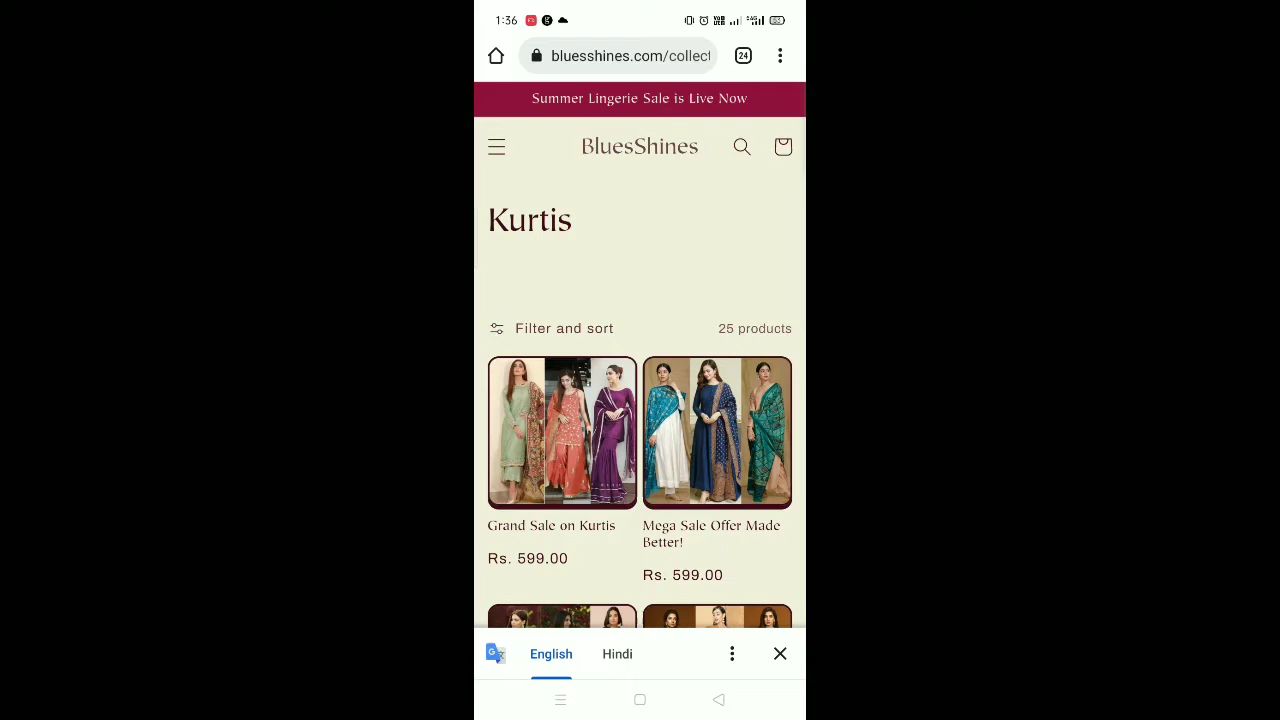 1:36
bluesshines.com/collect
24
Summer Lingerie Sale is Live Now
BluesShines
Kurtis
Filter and sort
25 products
Grand Sale on Kurtis
Rs. 599.00
Mega Sale Offer Made
Better!
Rs. 599.00
English
Hindi